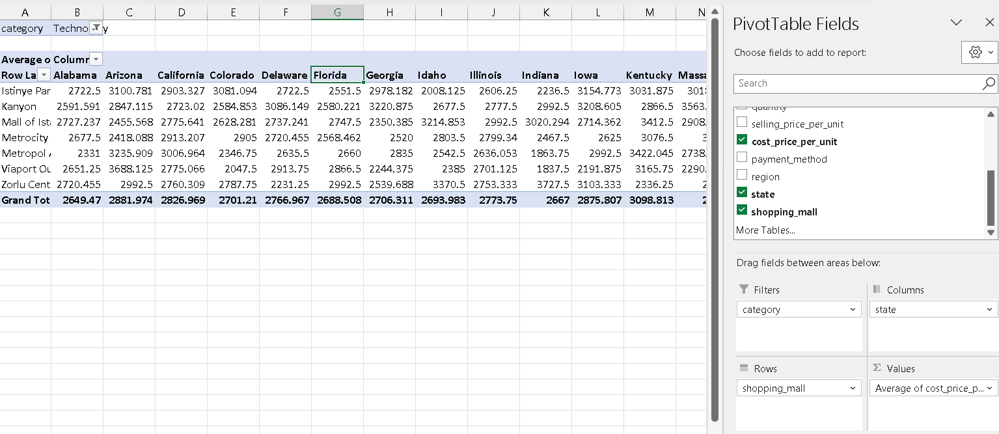 A B C D E F G H I J K L M N
category Techno y
Average o Column
Row La Alabama Arizona California Colorado Delaware Florida Georgia Idaho Illinois Indiana Iowa Kentucky Massa
Istinye Par 2722.5 3100.781 2903.327 3081.094 2722.5 2551.5 2978.182 2008.125 2606.25 2236.5 3154.773 3031.875 301
Kanyon 2591.591 2847.115 2723.02 2584.853 3086.149 2580.221 3220.875 2677.5 2777.5 2992.5 3208.605 2866.5 3563.
Mall of Ista 2727.237 2455.568 2775.641 2628.281 2737.241 2747.5 2350.385 3214.853 2992.5 3020.294 2714.362 3412.5 2908.
Metrocity 2677.5 2418.088 2913.207 2905 2720.455 2568.462 2520 2803.5 2799.34 2467.5 2625 3076.5
Metropol A 2331 3235.909 3006.964 2346.75 2635.5 2660 2835 2542.5 2636.053 1863.75 2992.5 3422.045 2738.
Viaport Ou 2651.25 3688.125 2775.066 2047.5 2913.75 2866.5 2244.375 2385 2701.125 1837.5 2191.875 3165.75 2290.
Zorlu Cent 2720.455 2992.5 2760.309 2787.75 2231.25 2992.5 2539.688 3370.5 2753.333 3727.5 3103.333 2336.25 2
Grand Tot 2649.47 2881.974 2826.969 2701.21 2766.967 2688.508 2706.311 2693.983 2773.75 2667 2875.807 3098.813 2
PivotTable Fields
Choose fields to add to report:
Search
quantity
selling_price_per_unit
cost_price_per_unit
payment_method
region
state
shopping_mall
More Tables...
Drag fields between areas below:
Filters
category
Columns
state
Rows
shopping_mall
Values
Average of cost_price_p...